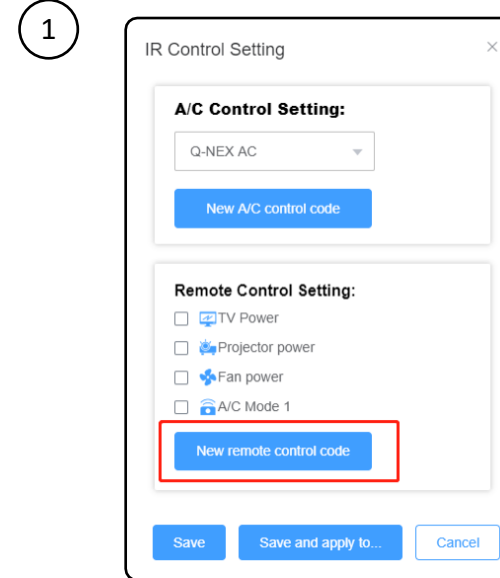 1
IR Control Setting
A/C Control Setting:
Q-NEX AC
New A/C control code
Remote Control Setting:
TV Power
Projector power
Fan power
A/C Mode 1
New remote control code
Save Save and apply to... Cancel